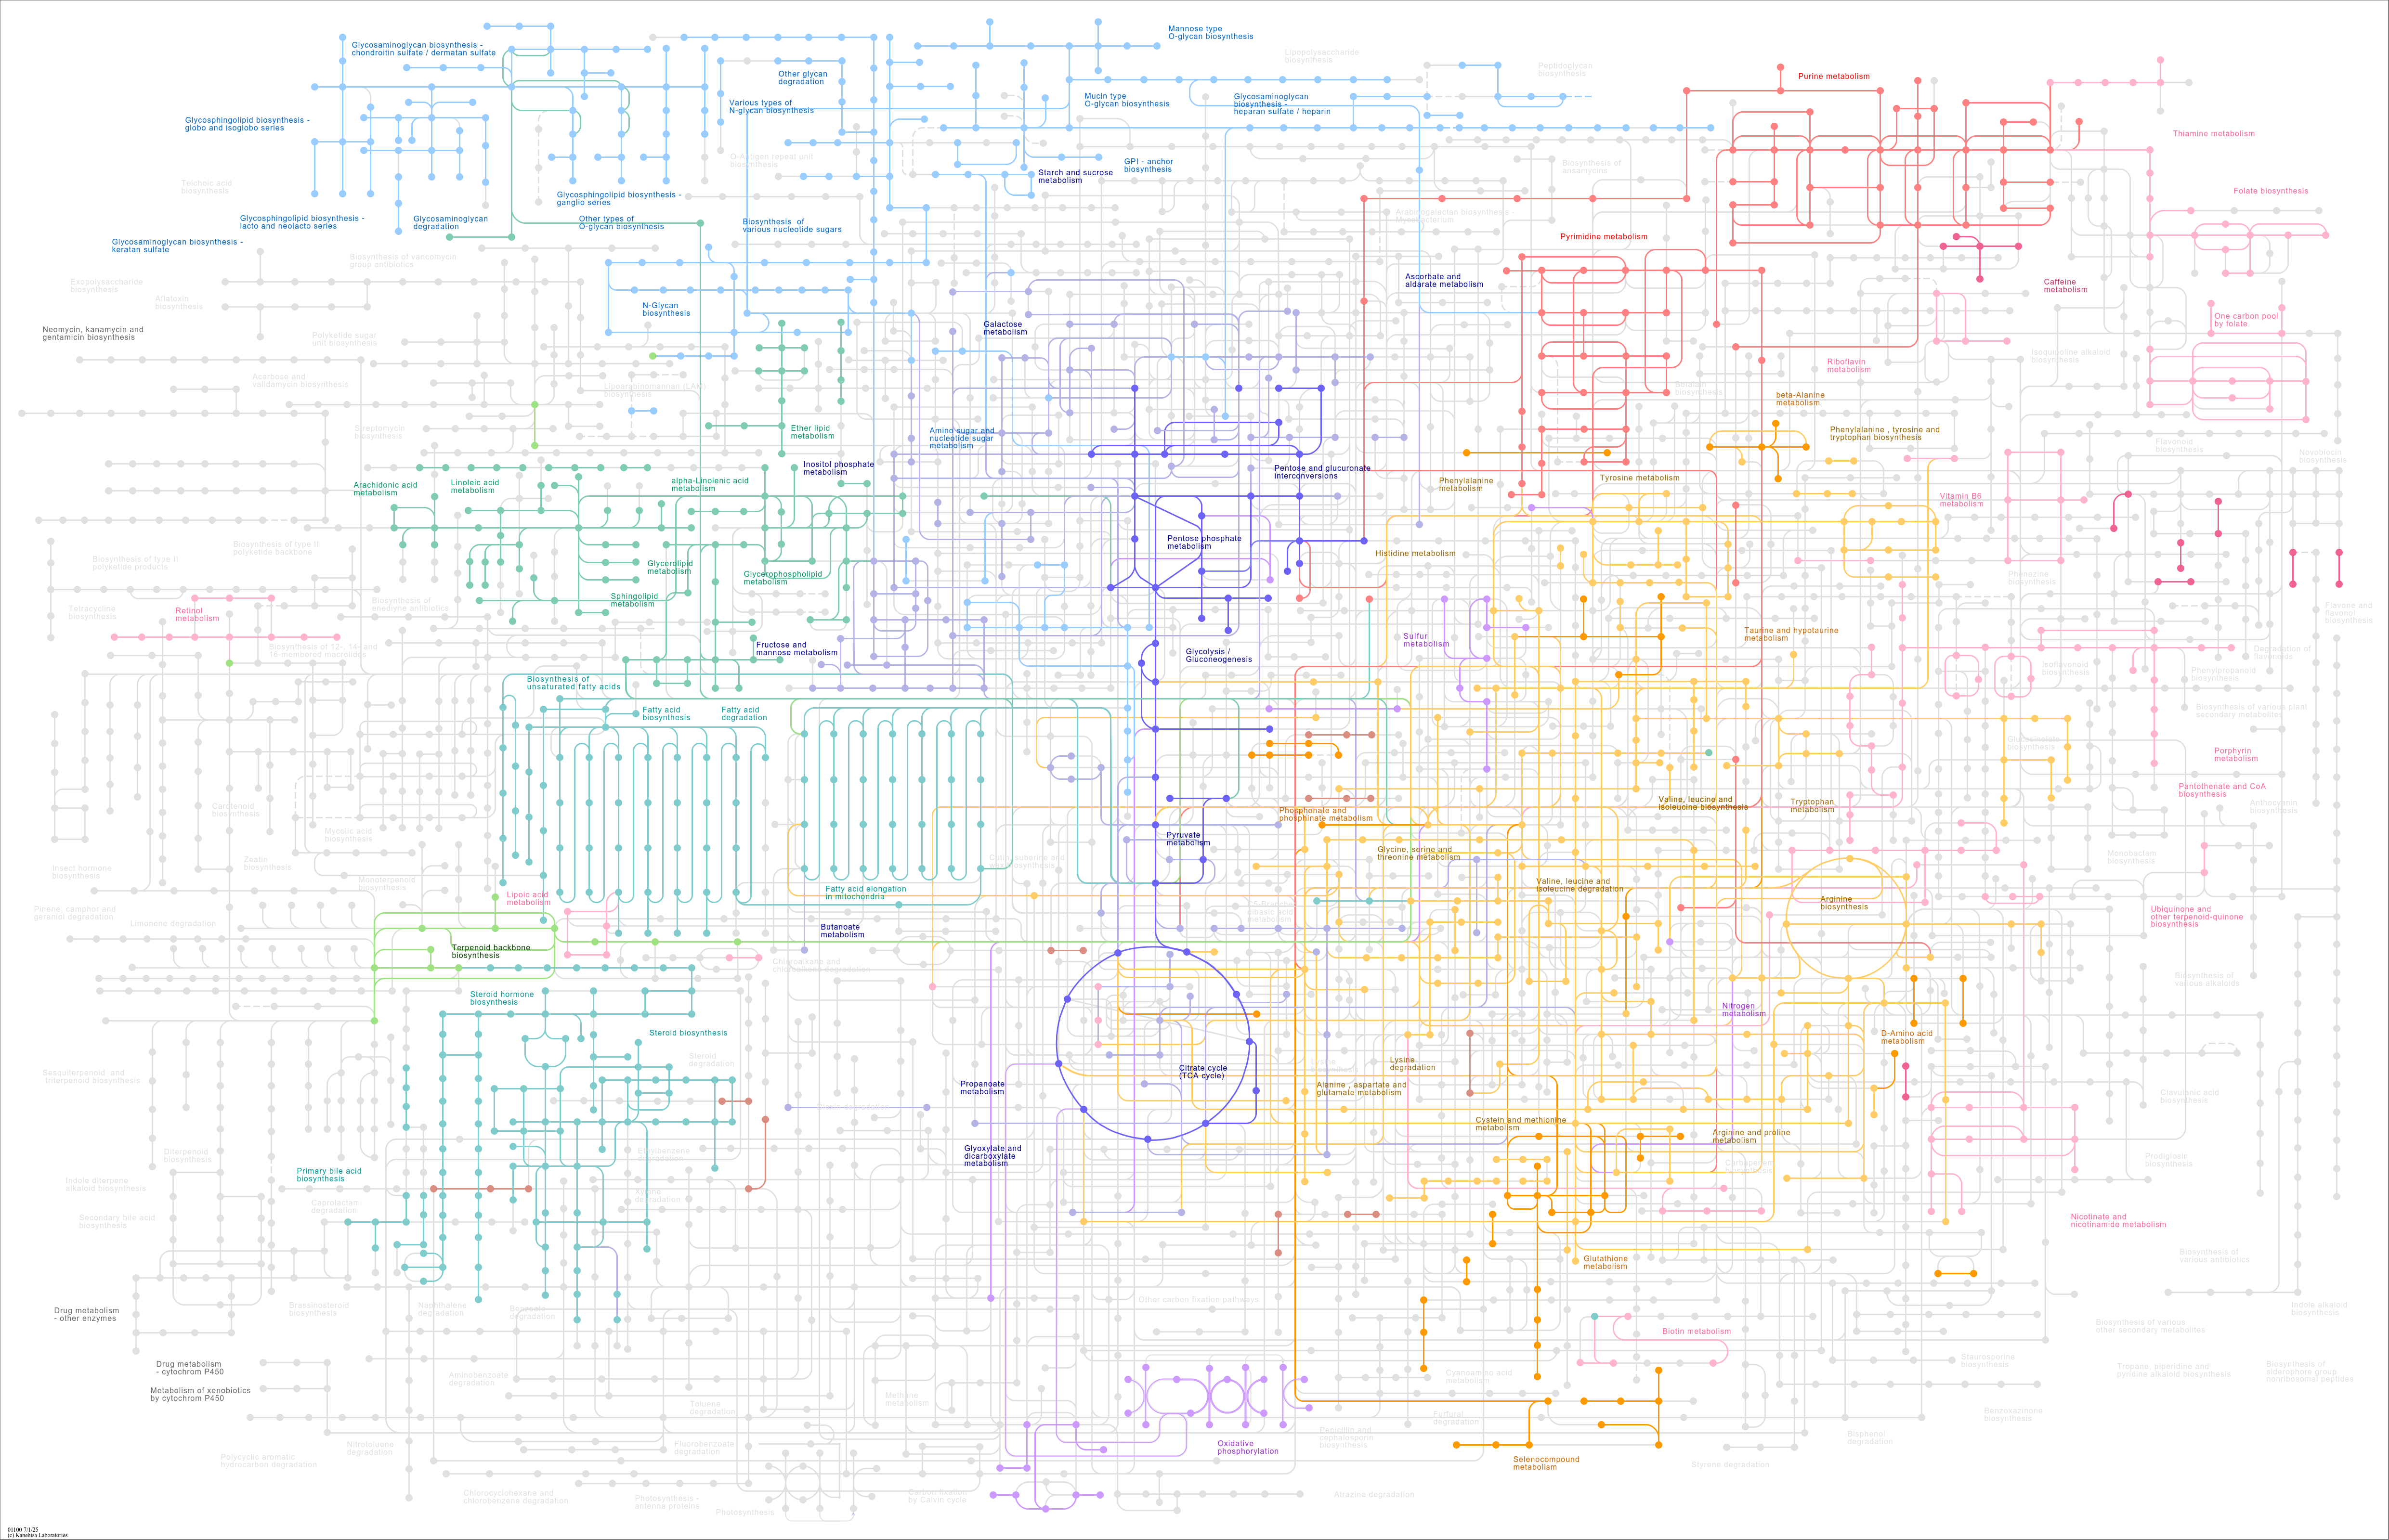 Mannose type
O-glycan biosynthesis
Glycosaminoglycan biosynthesis -
chondroitin sulfate / dermatan sulfate
Lipopolysaccharide
biosynthesis
Peptidoglycan
biosynthesis
Other glycan
degradation
Purine metabolism
Various types of
N-glycan biosynthesis
Mucin type
O-glycan biosynthesis
Glycosaminoglycan
biosynthesis -
heparan sulfate / heparin
Glycosphingolipid biosynthesis -
globo and isoglobo series
Thiamine metabolism
O-Antigen repeat unit
biosynthesis
GPI - anchor
biosynthesis
Biosynthesis of
ansamycins
Starch and sucrose
metabolism
Teichoic acid
biosynthesis
Folate biosynthesis
Glycosphingolipid biosynthesis -
ganglio series
Glycosphingolipid biosynthesis -
lacto and neolacto series
Glycosaminoglycan
degradation
Other types of
O-glycan biosynthesis
Biosynthesis of
various nucleotide sugars
Arabinogalactan biosynthesis -
Mycobacterium
Glycosaminoglycan biosynthesis -
keratan sulfate
Pyrimidine metabolism
Biosynthesis of vancomycin
group antibiotics
Exopolysaccharide
biosynthesis
Ascorbate and
aldarate metabolism
Caffeine
metabolism
Aflatoxin
biosynthesis
N-Glycan
biosynthesis
One carbon pool
by folate
Neomycin, kanamycin and
gentamicin biosynthesis
Polyketide sugar
unit biosynthesis
Galactose
metabolism
Isoquinoline alkaloid
biosynthesis
Riboflavin
metabolism
Acarbose and
validamycin biosynthesis
Lipoarabinomannan (LAM)
biosynthesis
Betalain
biosynthesis
beta-Alanine
metabolism
Streptomycin
biosynthesis
Ether lipid
metabolism
Amino sugar and
nucleotide sugar
metabolism
Phenylalanine , tyrosine and
tryptophan biosynthesis
Flavonoid
biosynthesis
Novobiocin
biosynthesis
Inositol phosphate
metabolism
Pentose and glucuronate
interconversions
Arachidonic acid
metabolism
Linoleic acid
metabolism
alpha-Linolenic acid
metabolism
Phenylalanine
metabolism
Tyrosine metabolism
Vitamin B6
metabolism
Biosynthesis of type II
polyketide products
Biosynthesis of type II
polyketide backbone
Pentose phosphate
metabolism
Histidine metabolism
Glycerolipid
metabolism
Glycerophospholipid
metabolism
Phenazine
biosynthesis
Sphingolipid
metabolism
Biosynthesis of
enediyne antibiotics
Tetracycline
biosynthesis
Retinol
metabolism
Flavone and
flavonol
biosynthesis
Biosynthesis of 12-, 14- and
16-membered macrolides
Fructose and
mannose metabolism
Glycolysis /
Gluconeogenesis
Sulfur
metabolism
Taurine and hypotaurine
metabolism
Degradation of
flavonoids
Isoflavonoid
biosynthesis
Phenylpropanoid
biosynthesis
Biosynthesis of
unsaturated fatty acids
Fatty acid
biosynthesis
Fatty acid
degradation
Biosynthesis of various plant
secondary metabolites
Glucosinolate
biosynthesis
Porphyrin
metabolism
Pantothenate and CoA
biosynthesis
Carotenoid
biosynthesis
Valine, leucine and
isoleucine biosynthesis
Tryptophan
metabolism
Anthocyanin
biosynthesis
Phosphonate and
phosphinate metabolism
Mycolic acid
biosynthesis
Pyruvate
metabolism
Glycine, serine and
threonine metabolism
Cutin, suberine and
wax biosynthesis
Zeatin
biosynthesis
Insect hormone
biosynthesis
Monoterpenoid
biosynthesis
Monobactam
biosynthesis
Valine, leucine and
isoleucine degradation
Fatty acid elongation
in mitochondria
Lipoic acid
metabolism
Arginine
biosynthesis
Pinene, camphor and
geraniol degradation
C5-Branched
dibasic acid
metabolism
Ubiquinone and
other terpenoid-quinone
biosynthesis
Limonene degradation
Butanoate
metabolism
Terpenoid backbone
biosynthesis
Chloroalkane and
chloroalkene degradation
Biosynthesis of
various alkaloids
Steroid hormone
biosynthesis
Nitrogen
metabolism
Steroid biosynthesis
D-Amino acid
metabolism
Steroid
degradation
Lysine
biosynthesis
Lysine
degradation
Citrate cycle
(TCA cycle)
Sesquiterpenoid and
triterpenoid biosynthesis
Propanoate
metabolism
Alanine , aspartate and
glutamate metabolism
Clavulanic acid
biosynthesis
Cystein and methionine
metabolism
Arginine and proline
metabolism
Diterpenoid
biosynthesis
Ethylbenzene
degradation
Glyoxylate and
dicarboxylate
metabolism
Carbapenem
biosynthesis
Prodigiosin
biosynthesis
Primary bile acid
biosynthesis
Indole diterpene
alkaloid biosynthesis
Xylene
degradation
Caprolactam
degradation
Secondary bile acid
biosynthesis
Nicotinate and
nicotinamide metabolism
Glutathione
metabolism
Biosynthesis of
various antibiotics
Other carbon fixation pathways
Drug metabolism
- other enzymes
Brassinosteroid
biosynthesis
Naphthalene
degradation
Benzoate
degradation
Indole alkaloid
biosynthesis
Biosynthesis of various
other secondary metabolites
Biotin metabolism
Drug metabolism
- cytochrom P450
Staurosporine
biosynthesis
Tropane, piperidine and
pyridine alkaloid biosynthesis
Biosynthesis of
siderophore group
nonribosomal peptides
Aminobenzoate
degradation
Cyanoamino acid
metabolism
Metabolism of xenobiotics
by cytochrom P450
Methane
metabolism
Toluene
degradation
Furfural
degradation
Benzoxazinone
biosynthesis
Penicillin and
cephalosporin
biosynthesis
Bisphenol
degradation
Nitrotoluene
degradation
Fluorobenzoate
degradation
Oxidative
phosphorylation
Polycyclic aromatic
hydrocarbon degradation
Selenocompound
metabolism
Styrene degradation
Chlorocyclohexane and
chlorobenzene degradation
Photosynthesis -
antenna proteins
Carbon fixation
by Calvin cycle
Atrazine degradation
Photosynthesis
01100 7/1/25
(c) Kanehisa Laboratories